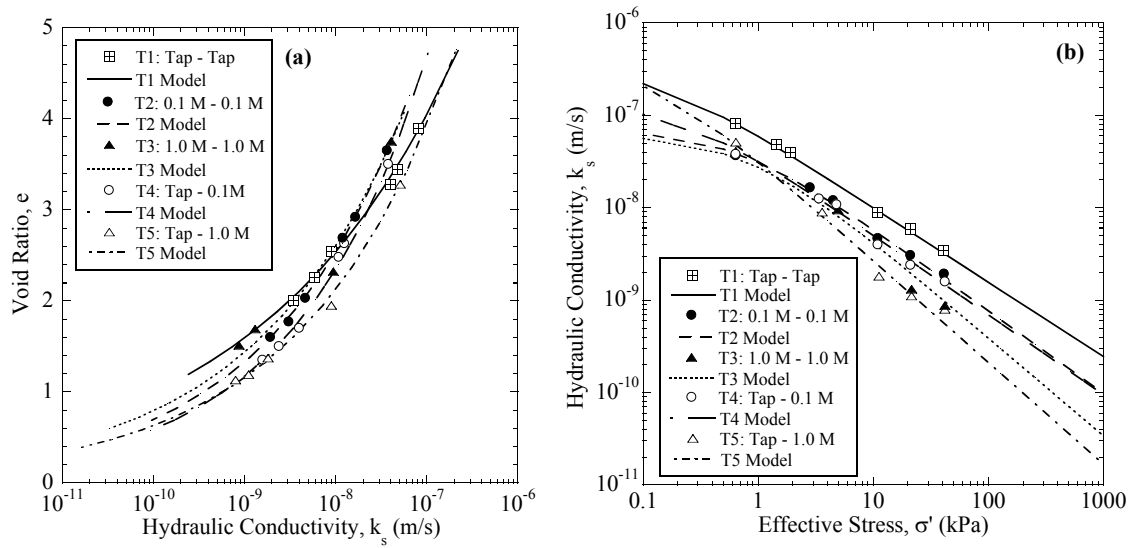 5
4
3
2
1
0
Void Ratio, e
(a)
T1: Tap - Tap
T1 Model
T2: 0.1 M - 0.1 M
T2 Model
T3: 1.0 M - 1.0 M
T3 Model
T4: Tap - 0.1M
T4 Model
T5: Tap - 1.0 M
T5 Model
10⁻¹¹ 10⁻¹⁰ 10⁻⁹ 10⁻⁸ 10⁻⁷ 10⁻⁶
Hydraulic Conductivity, kₛ (m/s)
10⁻⁶
10⁻⁷
10⁻⁸
10⁻⁹
10⁻¹⁰
10⁻¹¹
Hydraulic Conductivity, kₛ (m/s)
(b)
T1: Tap - Tap
T1 Model
T2: 0.1 M - 0.1 M
T2 Model
T3: 1.0 M - 1.0 M
T3 Model
T4: Tap - 0.1 M
T4 Model
T5: Tap - 1.0 M
T5 Model
0.1 1 10 100 1000
Effective Stress, σ' (kPa)